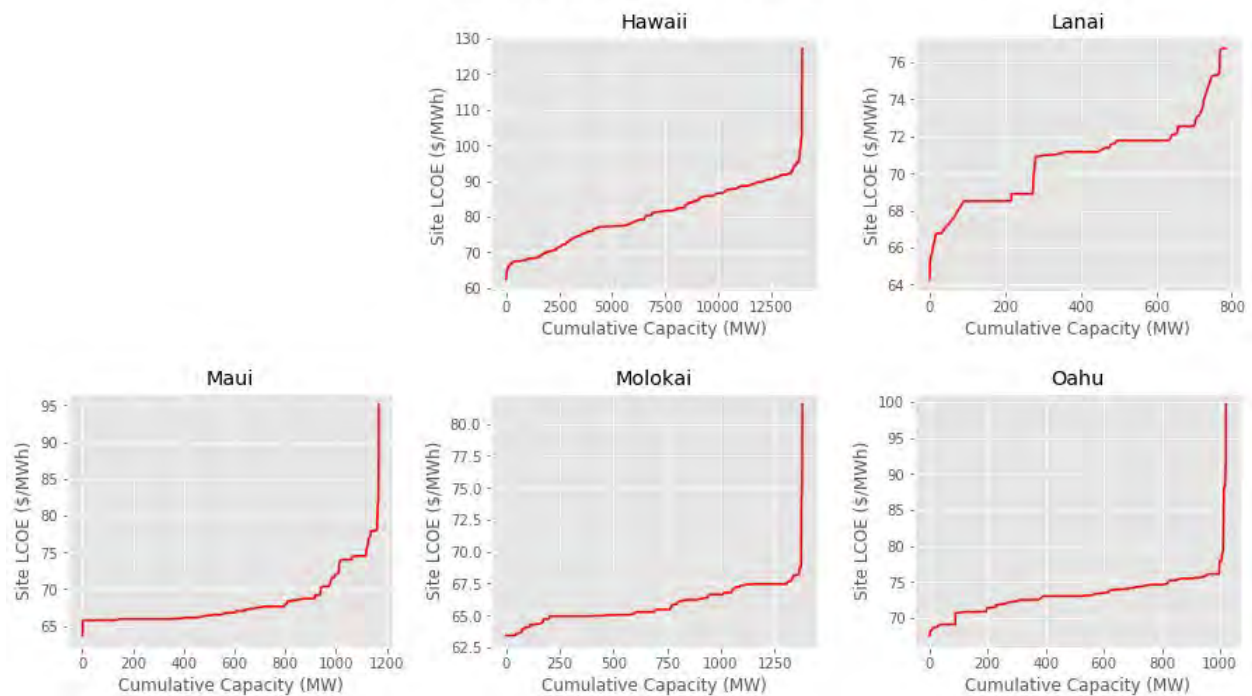 Hawaii
130
120
110
100
90
80
70
60
Site LCOE ($/MWh)
0 2500 5000 7500 10000 12500
Cumulative Capacity (MW)
Lanai
76
74
72
70
68
66
64
Site LCOE ($/MWh)
0 200 400 600 800
Cumulative Capacity (MW)
Maui
95
90
85
80
75
70
65
Site LCOE ($/MWh)
0 200 400 600 800 1000 1200
Cumulative Capacity (MW)
Molokai
80.0
77.5
75.0
72.5
70.0
67.5
65.0
62.5
Site LCOE ($/MWh)
0 250 500 750 1000 1250
Cumulative Capacity (MW)
Oahu
100
95
90
85
80
75
70
Site LCOE ($/MWh)
0 200 400 600 800 1000
Cumulative Capacity (MW)